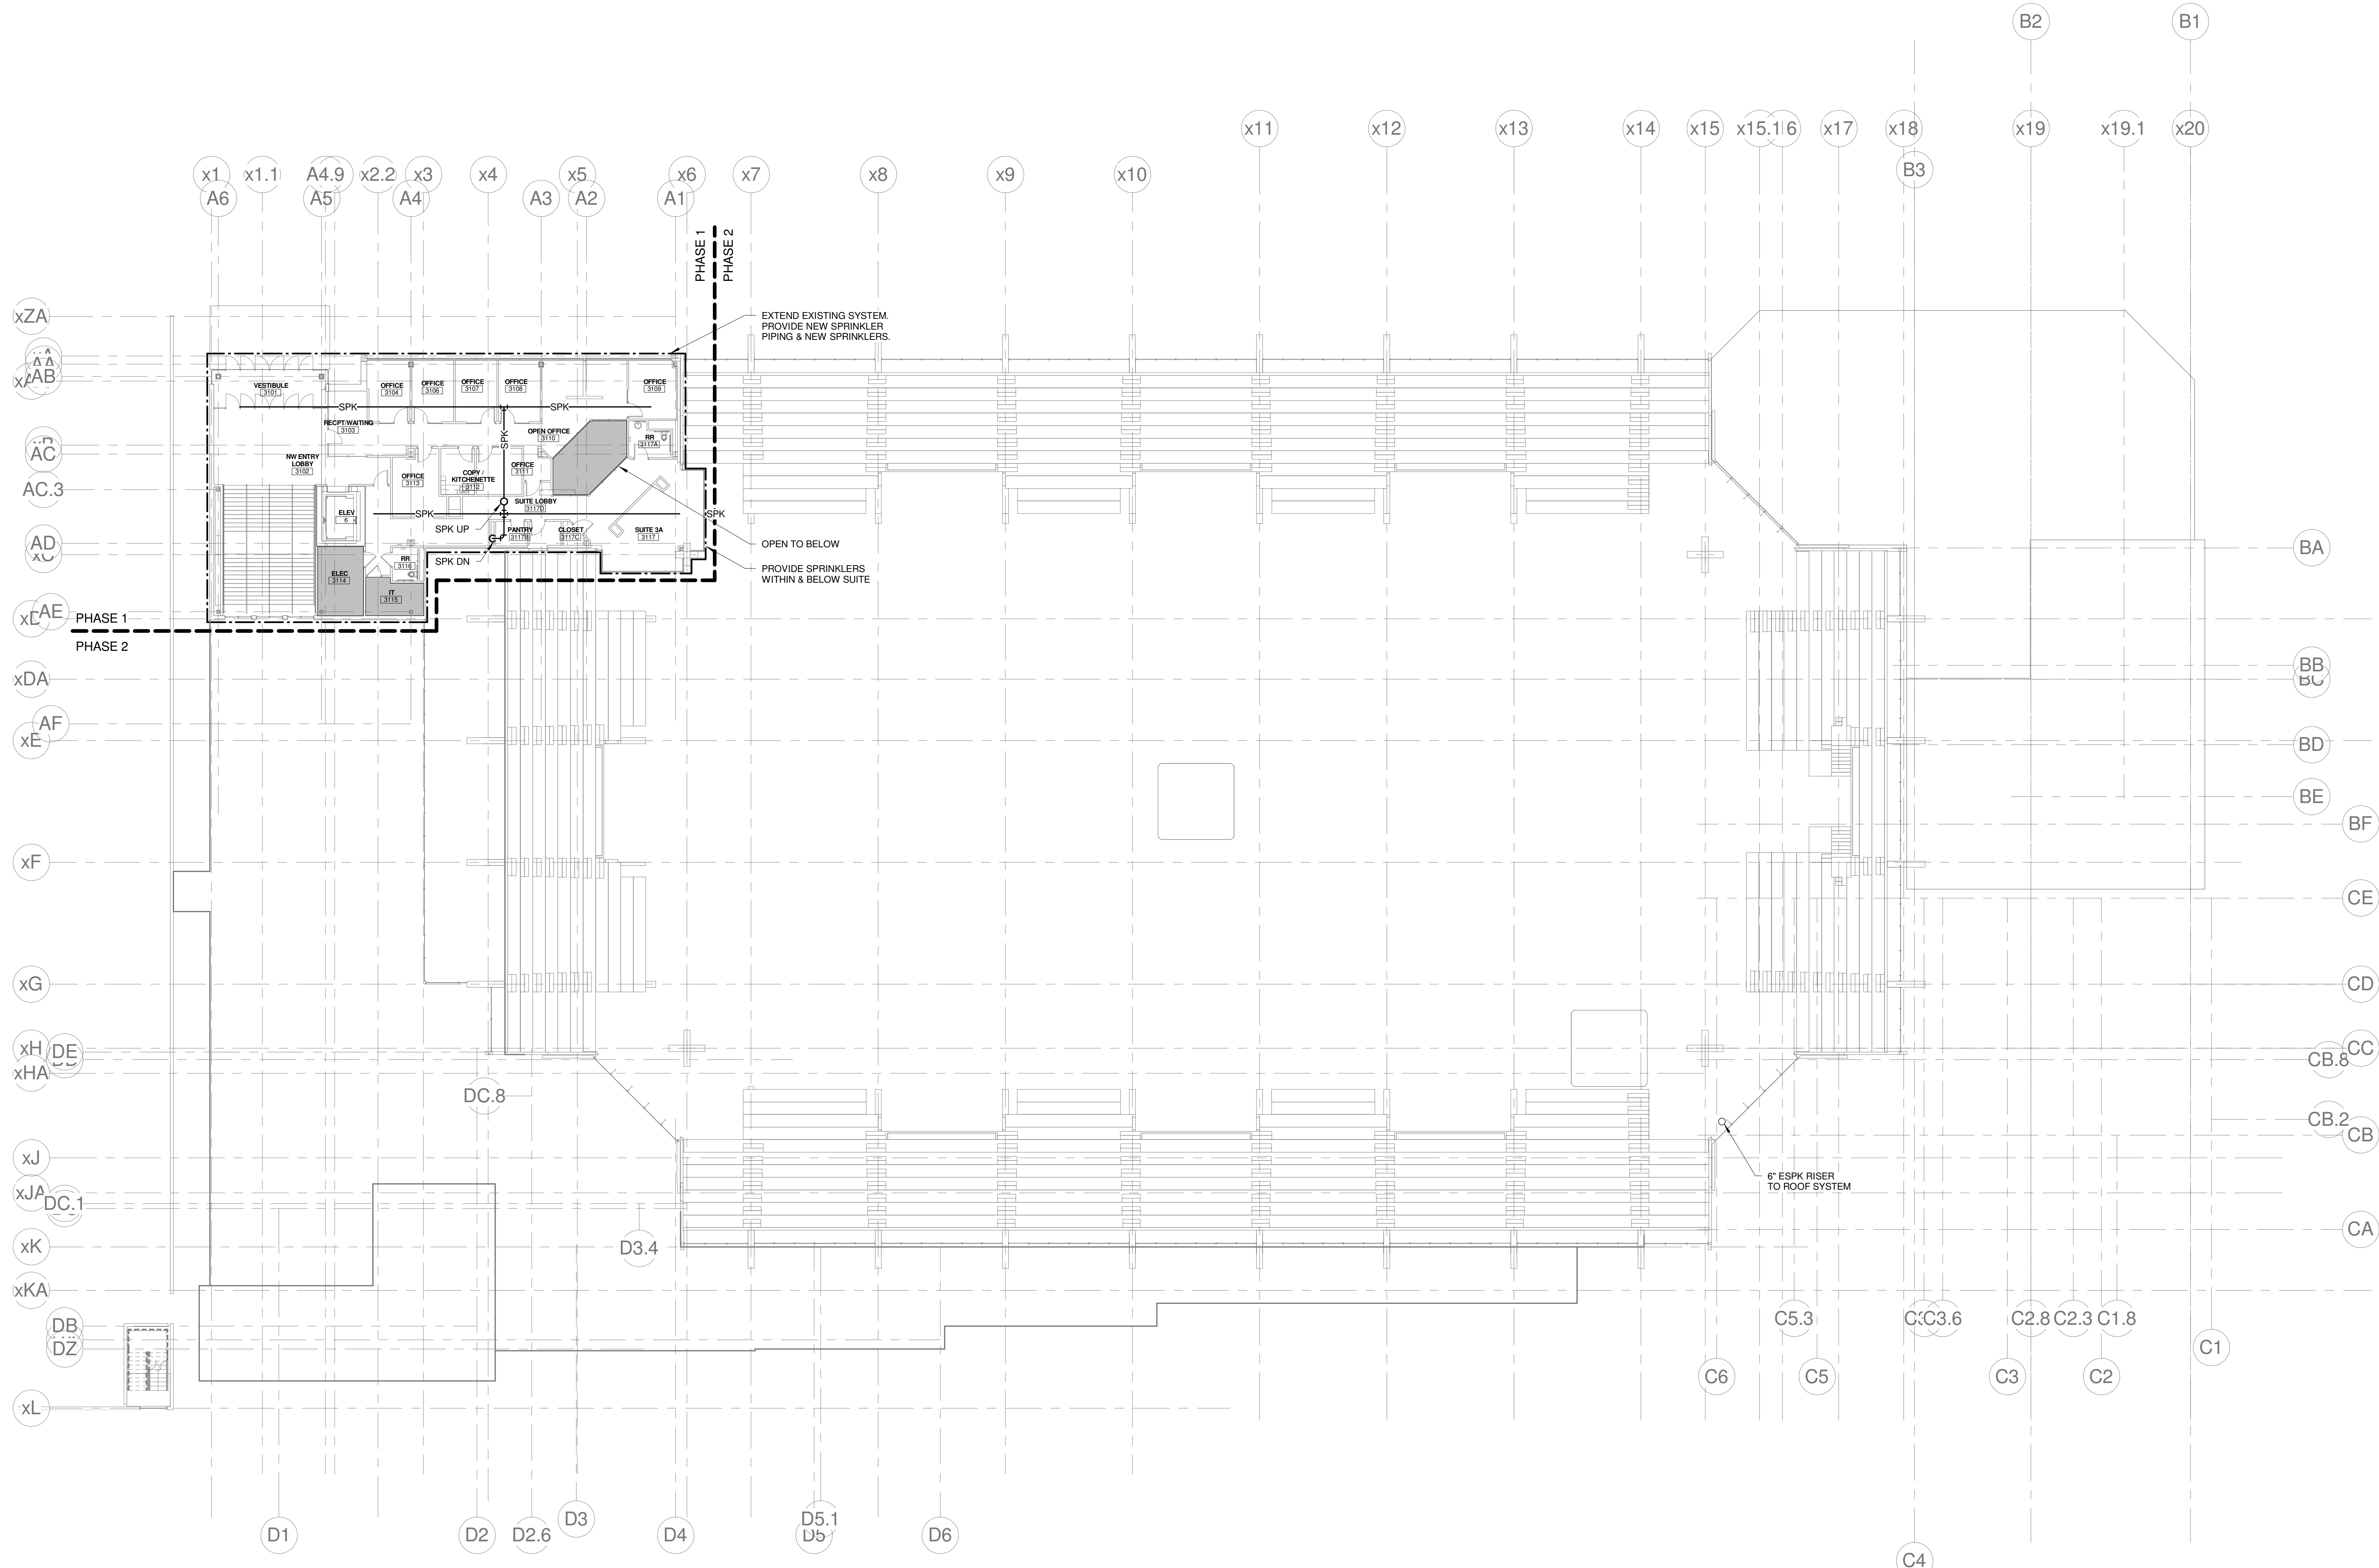 B2
B1
x11
x12
x13
x14
x15
x15.1
x17
x18
x19
x19.1
x20
B3
x1
x1.1
A4.9
x2.2
x3
x4
x5
x6
x7
x8
x9
x10
A6
A5
A4
A3
A2
A1
PHASE 1
PHASE 2
xZA
EXTEND EXISTING SYSTEM.
PROVIDE NEW SPRINKLER
PIPING & NEW SPRINKLERS.
AB
VESTIBULE
3101
OFFICE
3104
OFFICE
3106
OFFICE
3107
OFFICE
3108
OFFICE
3109
SPK
SPK
RECPT/WAITING
3103
SPK
OPEN OFFICE
3110
RR
3117A
AC
NW ENTRY
LOBBY
3102
OFFICE
3113
COPY /
KITCHENETTE
3112
OFFICE
3111
AC.3
ELEV
6
SPK
SUITE LOBBY
3117D
SPK
SPK UP
PANTRY
3117B
CLOSET
3117C
SUITE 3A
3117
OPEN TO BELOW
AD
xC
BA
SPK DN
RR
3116
ELEC
3114
IT
3115
PROVIDE SPRINKLERS
WITHIN & BELOW SUITE
AE
PHASE 1
PHASE 2
BB
BC
xDA
AF
xE
BD
BE
BF
xF
CE
xG
CD
xH
DE
CC
xHA
CB.8
DC.8
CB.2
CB
xJ
6" ESPK RISER
TO ROOF SYSTEM
xJA
DC.1
CA
xK
D3.4
xKA
DB
DZ
C5.3
C3.6
C2.8
C2.3
C1.8
C1
C6
C5
C3
C2
xL
D1
D2
D2.6
D3
D4
D5.1
D5
D6
C4